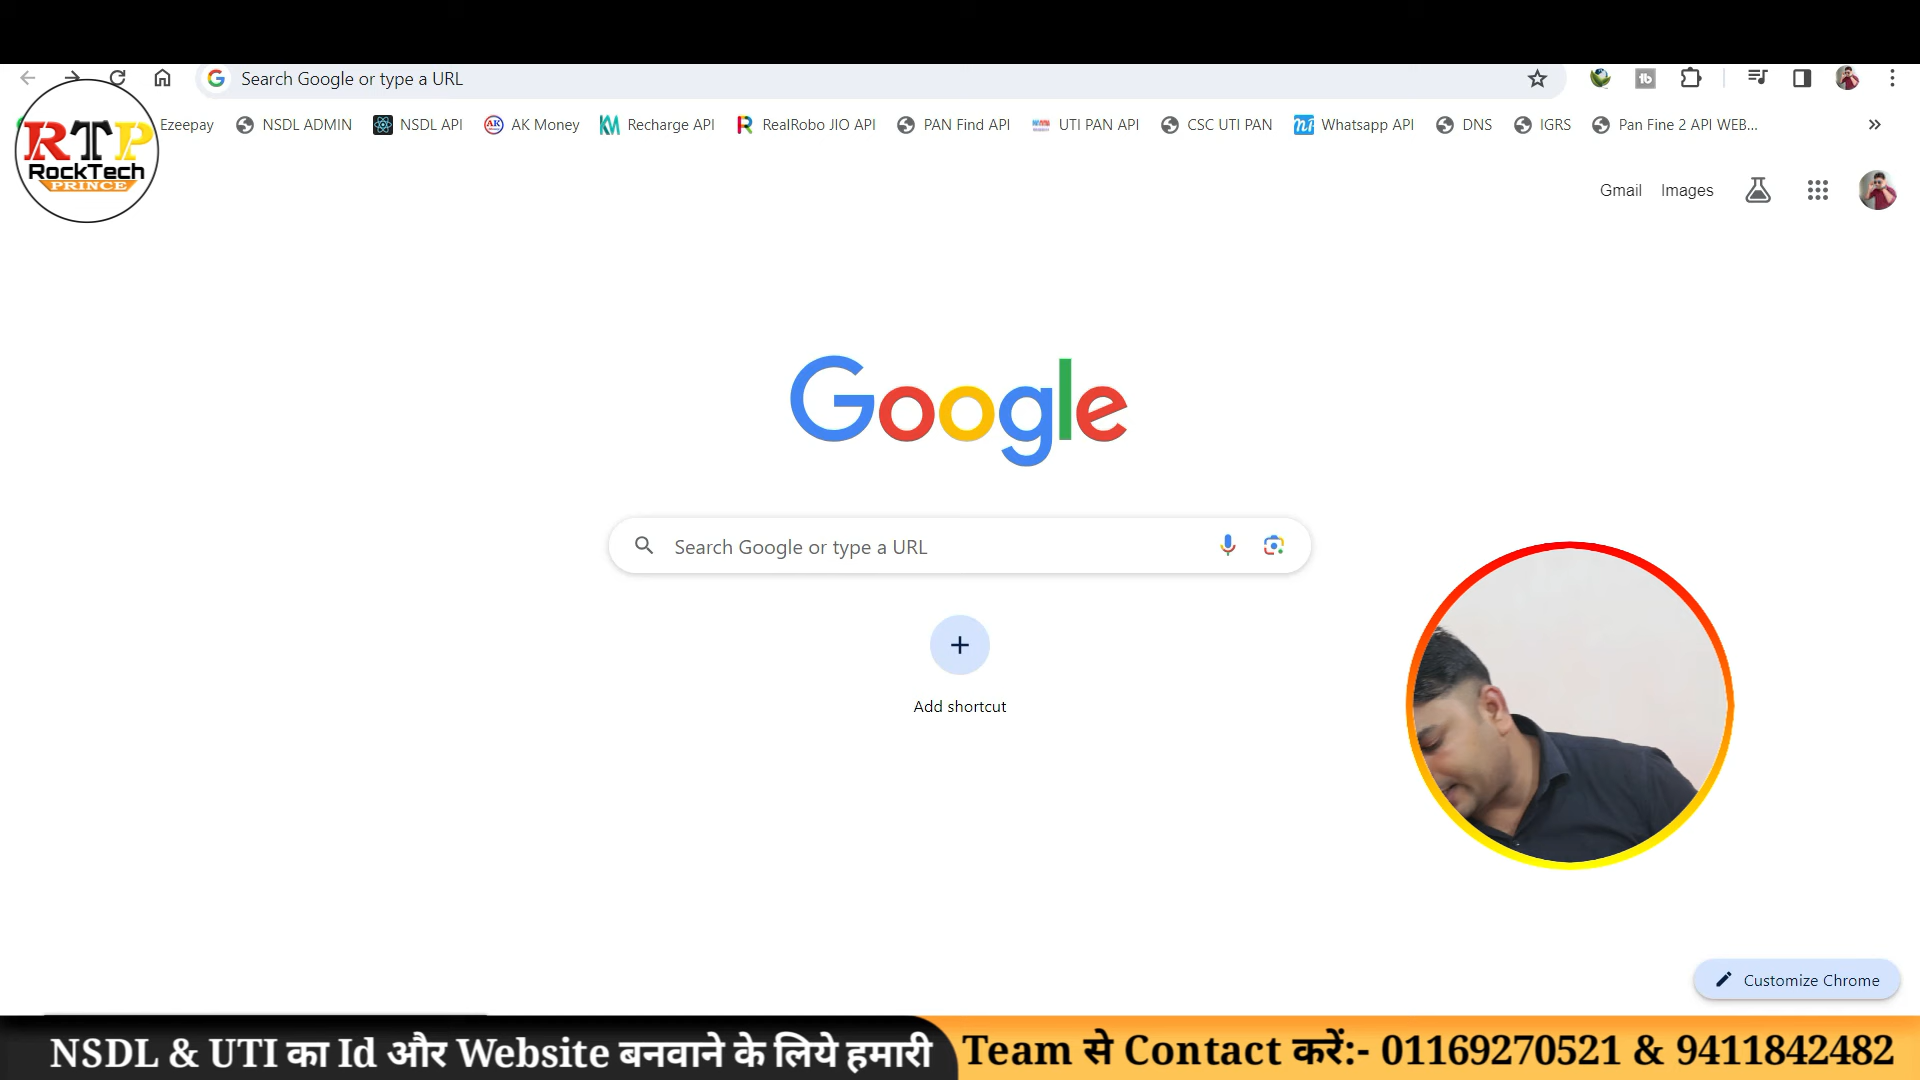 Search Google or type a URL
RTP
RockTech
PRINCE
Ezeepay
NSDL ADMIN
NSDL API
AK Money
Recharge API
RealRobo JIO API
PAN Find API
UTI PAN API
CSC UTI PAN
Whatsapp API
DNS
IGRS
Pan Fine 2 API WEB...
Gmail
Images
Google
Search Google or type a URL
Add shortcut
Customize Chrome
NSDL & UTI का Id और Website बनवाने के लिये हमारी
Team से Contact करें:- 01169270521 & 9411842482